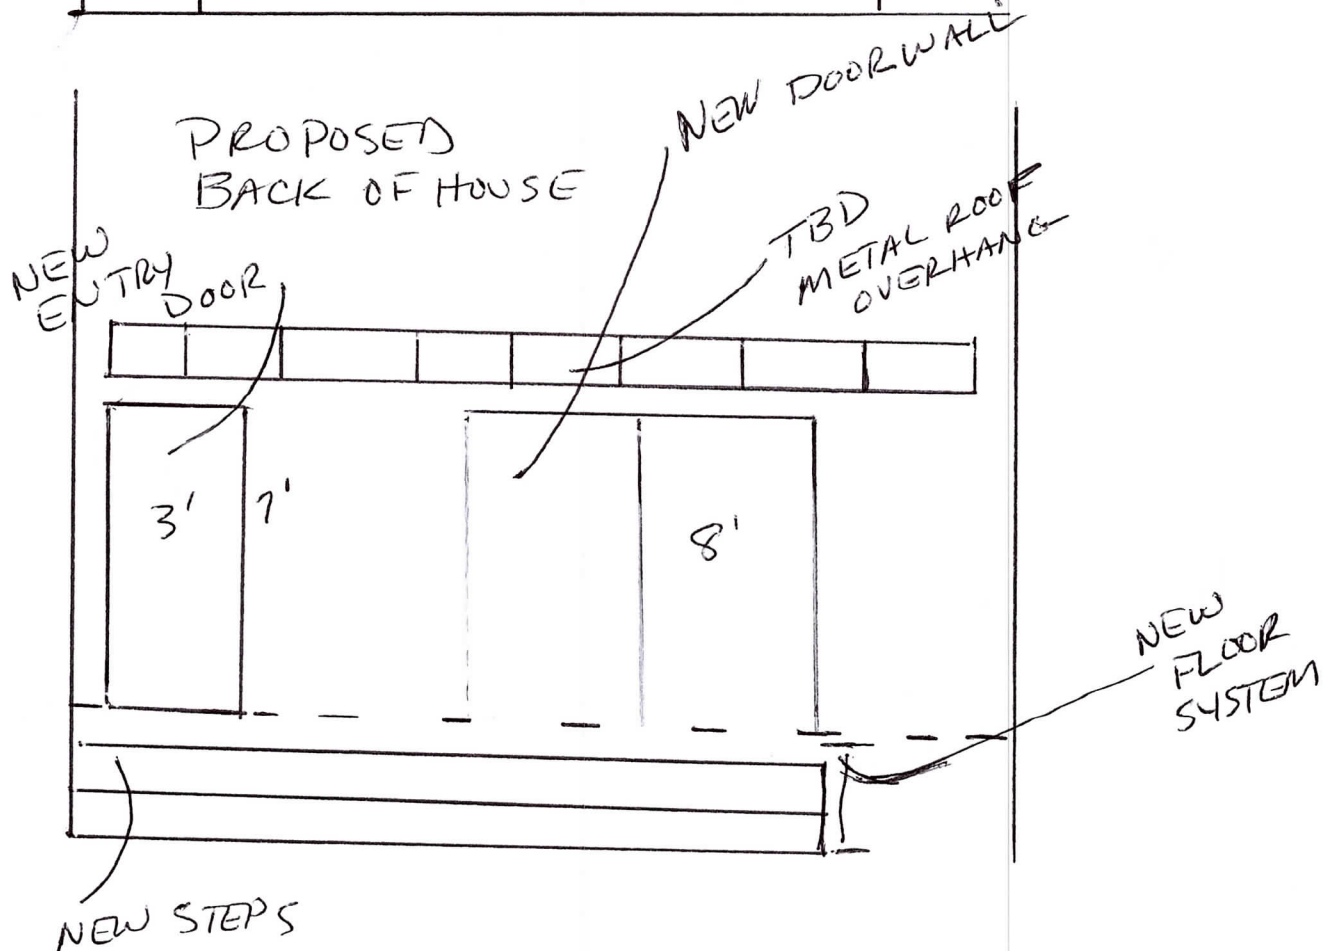 NEW DOORWALL
PROPOSED
BACK OF HOUSE
TBD
METAL ROOF
OVERHANG
NEW
ENTRY
DOOR
3'
7'
8'
NEW
FLOOR
SYSTEM
NEW STEPS